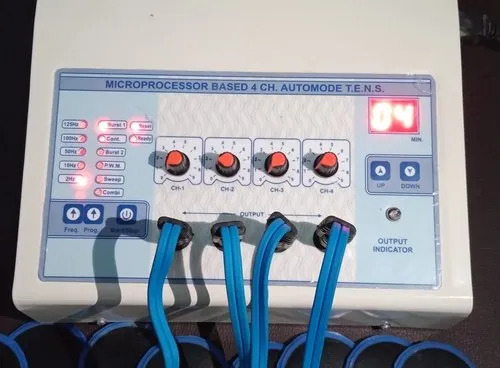 MICROPROCESSOR BASED 4 CH. AUTOMODE T.E.N.S.
125Hz Burst 1 Reset
100Hz Cont. Ready
50Hz Burst 2
10Hz P.W.M.
2Hz Sweep
Combi
04
MIN.
CH-1 CH-2 CH-3 CH-4
UP DOWN
OUTPUT
Freq. Prog.
OUTPUT
INDICATOR